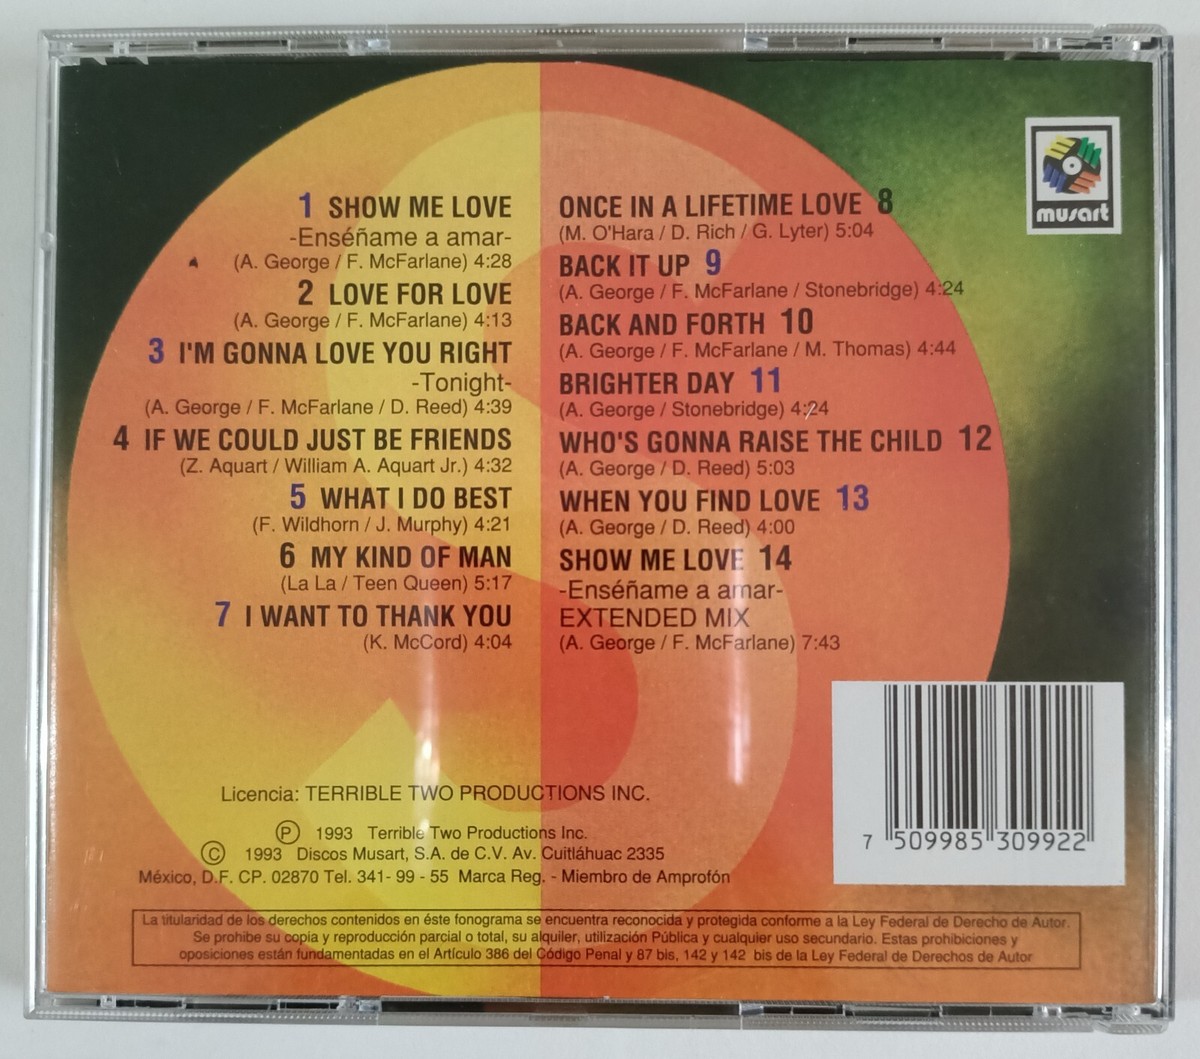 1 SHOW ME LOVE
-Enséñame a amar-
(A. George / F. McFarlane) 4:28
2 LOVE FOR LOVE
(A. George / F. McFarlane) 4:13
3 I'M GONNA LOVE YOU RIGHT
-Tonight-
(A. George / F. McFarlane / D. Reed) 4:39
4 IF WE COULD JUST BE FRIENDS
(Z. Aquart / William A. Aquart Jr.) 4:32
5 WHAT I DO BEST
(F. Wildhorn / J. Murphy) 4:21
6 MY KIND OF MAN
(La La / Teen Queen) 5:17
7 I WANT TO THANK YOU
(K. McCord) 4:04
ONCE IN A LIFETIME LOVE 8
(M. O'Hara / D. Rich / G. Lyter) 5:04
BACK IT UP 9
(A. George / F. McFarlane / Stonebridge) 4:24
BACK AND FORTH 10
(A. George / F. McFarlane / M. Thomas) 4:44
BRIGHTER DAY 11
(A. George / Stonebridge) 4:24
WHO'S GONNA RAISE THE CHILD 12
(A. George / D. Reed) 5:03
WHEN YOU FIND LOVE 13
(A. George / D. Reed) 4:00
SHOW ME LOVE 14
-Enséñame a amar-
EXTENDED MIX
(A. George / F. McFarlane) 7:43
musart
7 509985 309922
Licencia: TERRIBLE TWO PRODUCTIONS INC.
Ⓟ 1993 Terrible Two Productions Inc.
© 1993 Discos Musart, S.A. de C.V. Av. Cuitláhuac 2335
México, D.F. CP. 02870 Tel. 341- 99 - 55 Marca Reg. - Miembro de Amprofón
La titularidad de los derechos contenidos en éste fonograma se encuentra reconocida y protegida conforme a la Ley Federal de Derecho de Autor.
Se prohibe su copia y reproducción parcial o total, su alquiler, utilización Pública y cualquier uso secundario. Estas prohibiciones y
oposiciones están fundamentadas en el Artículo 386 del Código Penal y 87 bis, 142 y 142 bis de la Ley Federal de Derechos de Autor